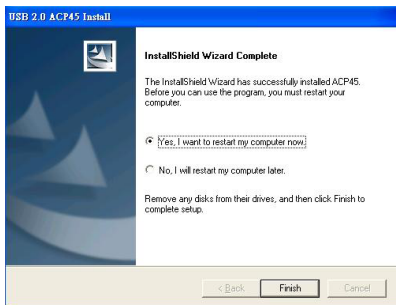 USB 2.0 ACP45 Install
InstallShield Wizard Complete
The InstallShield Wizard has successfully installed ACP45.
Before you can use the program, you must restart your
computer.
Yes, I want to restart my computer now.
No, I will restart my computer later.
Remove any disks from their drives, and then click Finish to
complete setup.
< Back Finish Cancel